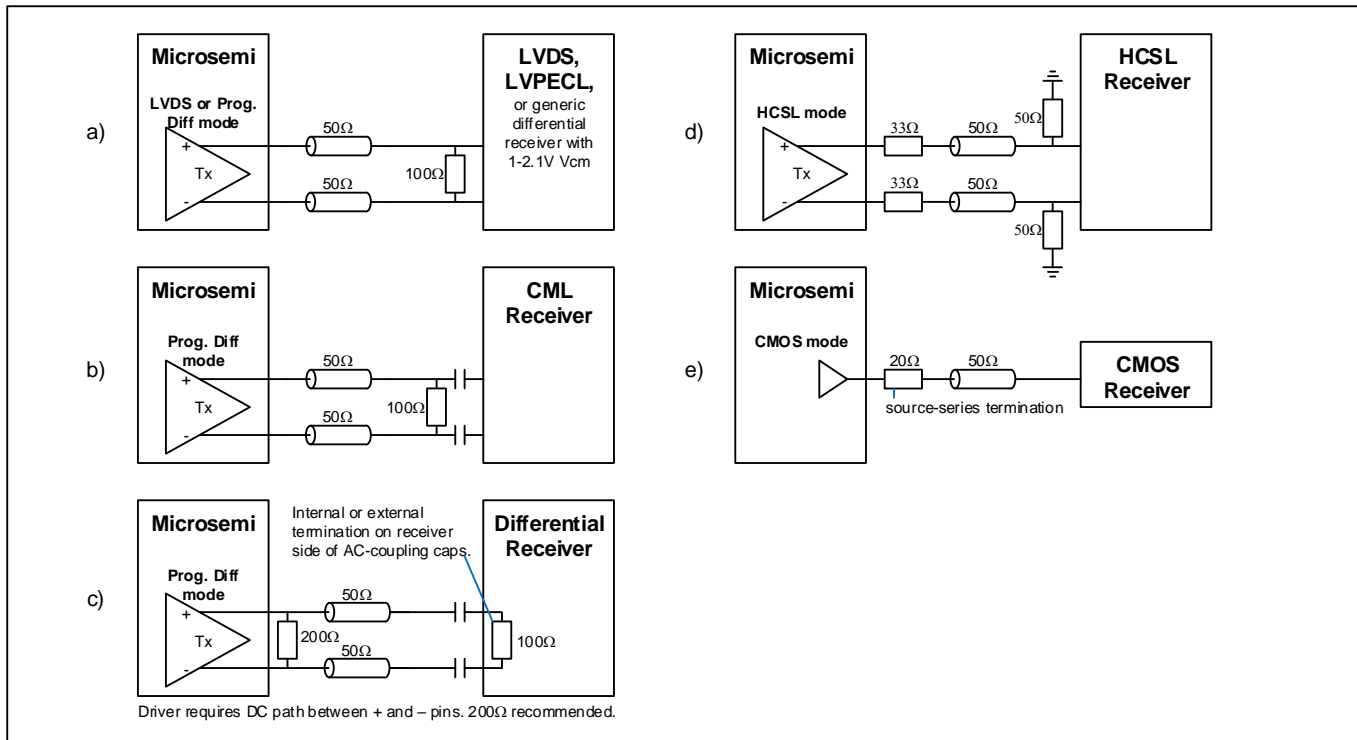 a)
Microsemi
LVDS or Prog.
Diff mode
+
Tx
-
50Ω
50Ω
100Ω
LVDS,
LVPECL,
or generic
differential
receiver with
1-2.1V Vcm
b)
Microsemi
Prog. Diff
mode
+
Tx
-
50Ω
50Ω
100Ω
CML
Receiver
c)
Microsemi
Prog. Diff
mode
+
Tx
-
Internal or external
termination on receiver
side of AC-coupling caps.
200Ω
50Ω
50Ω
Differential
Receiver
100Ω
Driver requires DC path between + and – pins. 200Ω recommended.
d)
Microsemi
HCSL mode
+
Tx
-
33Ω
50Ω
50Ω
33Ω
50Ω
50Ω
HCSL
Receiver
e)
Microsemi
CMOS mode
20Ω
50Ω
source-series termination
CMOS
Receiver